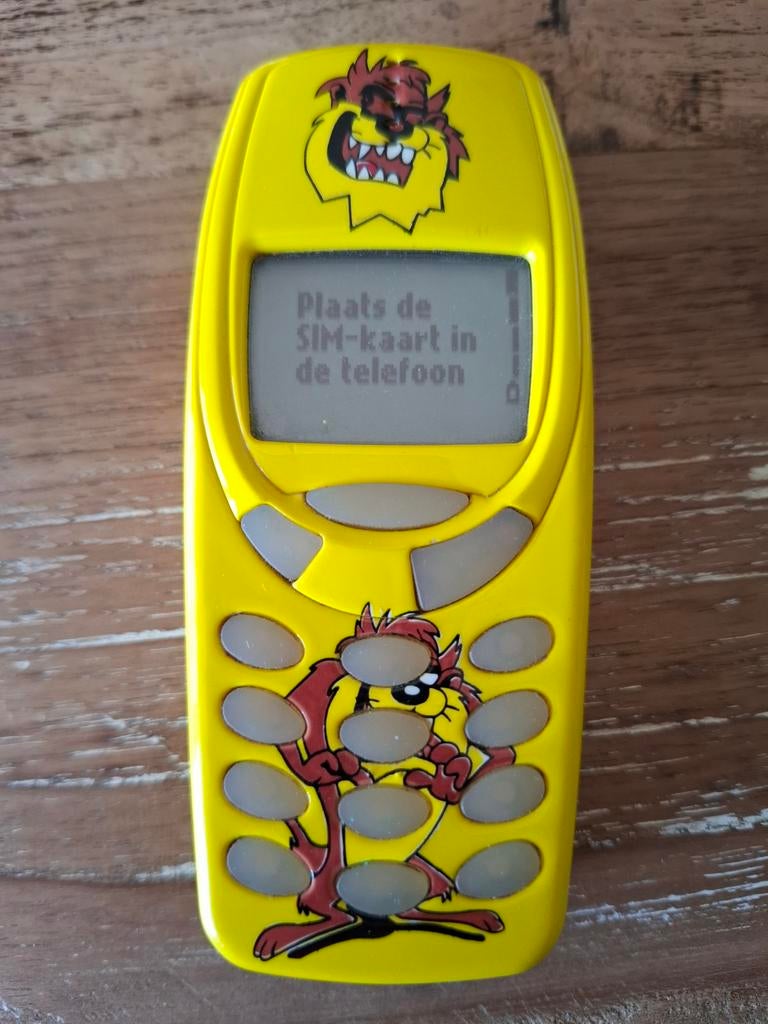 Plaats de
SIM-kaart in
de telefoon